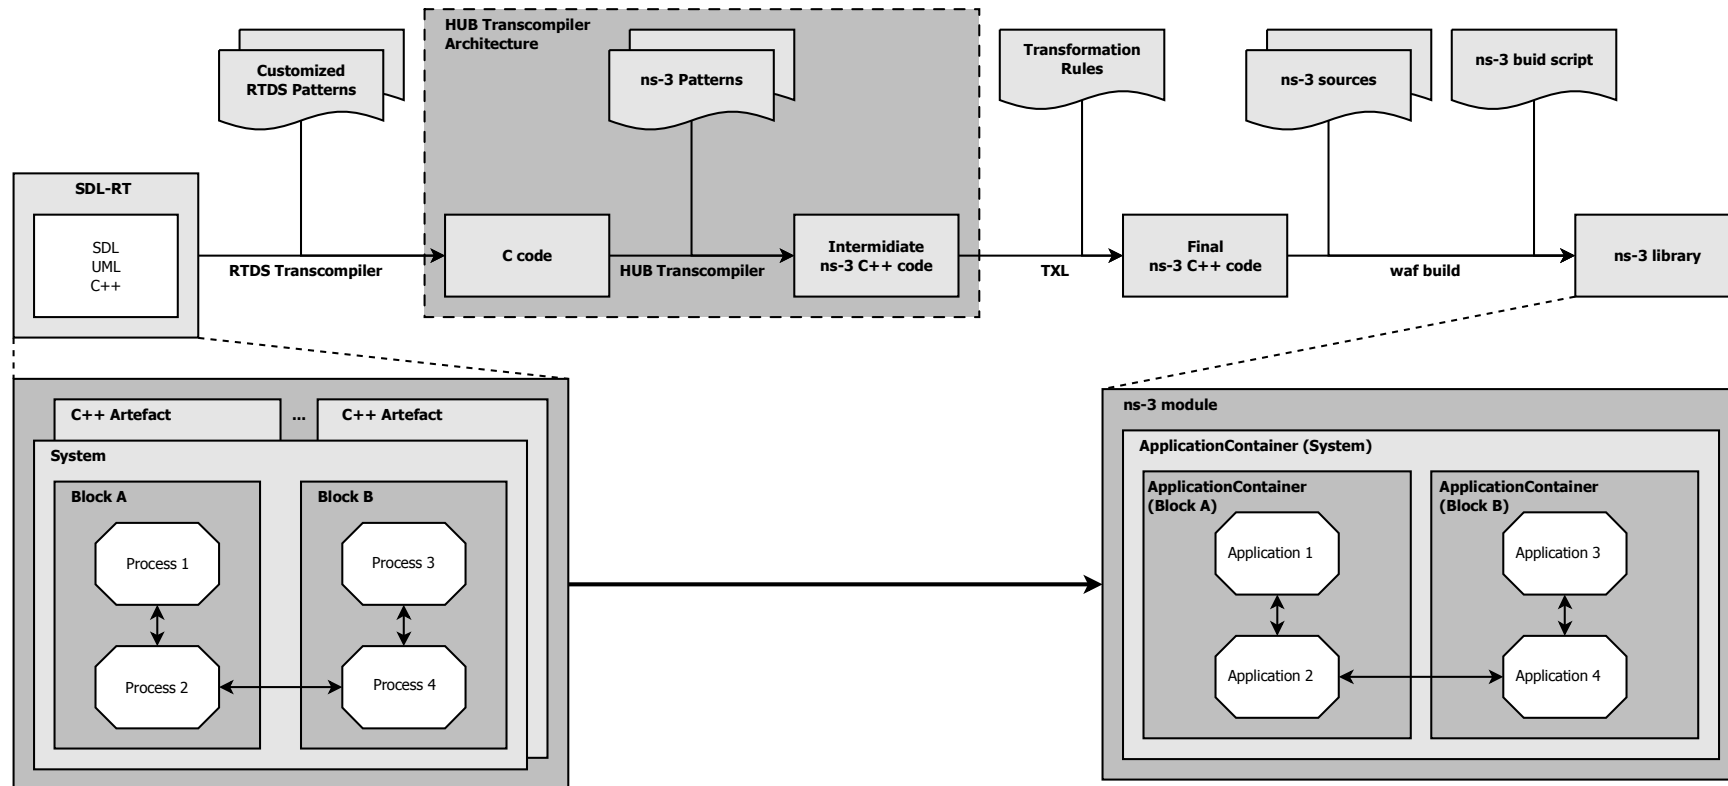 HUB Transcompiler
Architecture
Customized
RTDS Patterns
ns-3 Patterns
Transformation
Rules
ns-3 sources
ns-3 buid script
SDL-RT
SDL
UML
C++
RTDS Transcompiler
C code
HUB Transcompiler
Intermidiate
ns-3 C++ code
TXL
Final
ns-3 C++ code
waf build
ns-3 library
C++ Artefact
...
C++ Artefact
System
Block A
Process 1
Process 2
Block B
Process 3
Process 4
ns-3 module
ApplicationContainer (System)
ApplicationContainer
(Block A)
Application 1
Application 2
ApplicationContainer
(Block B)
Application 3
Application 4